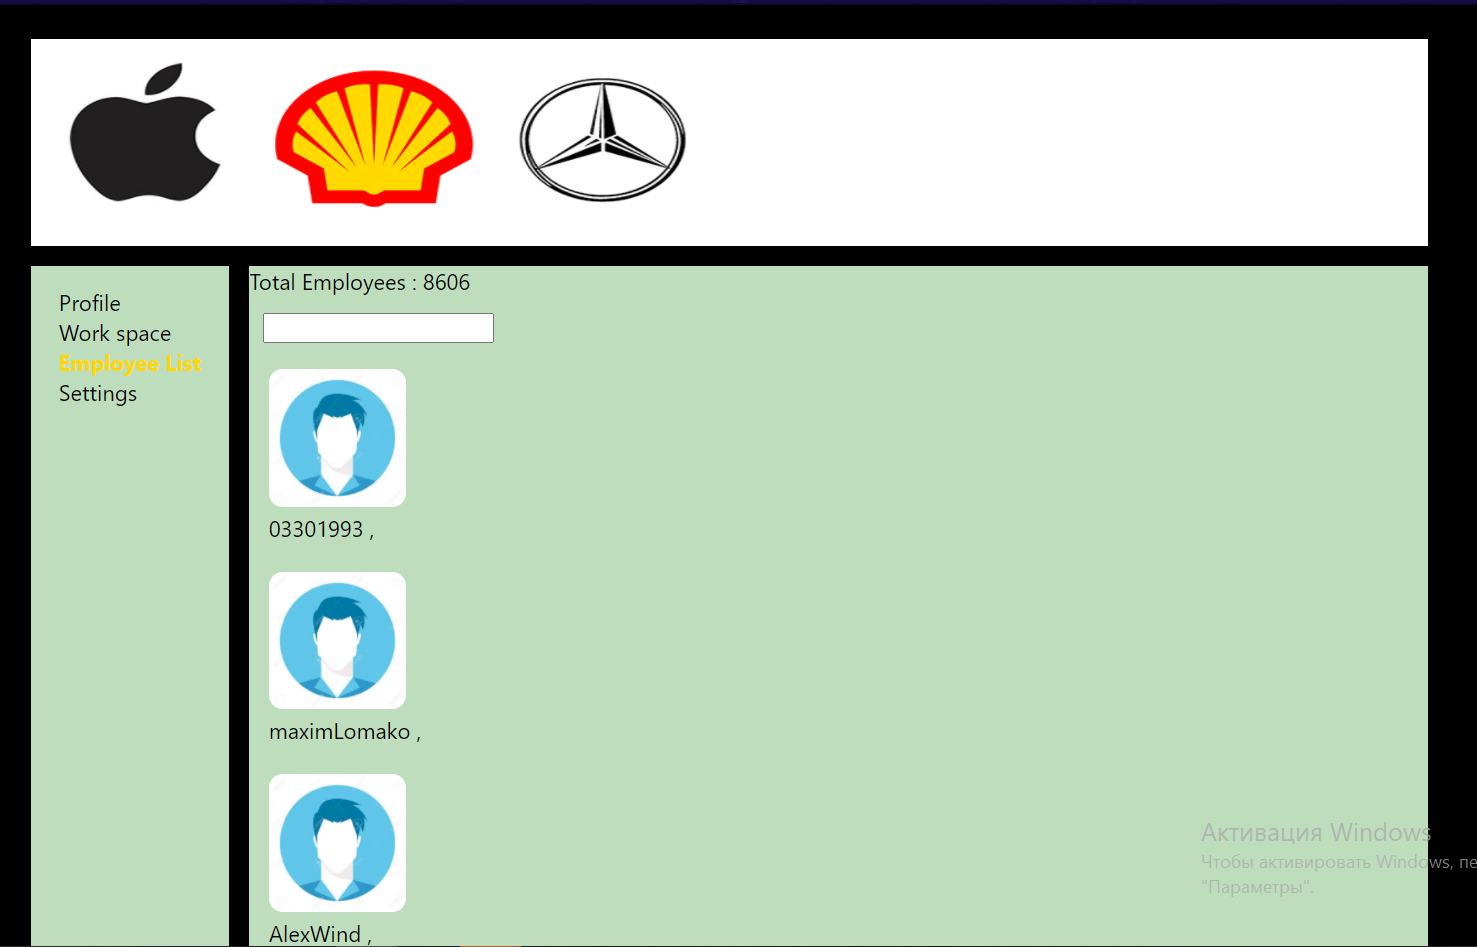 Total Employees : 8606
Profile
Work space
Employee List
Settings
03301993 ,
maximLomako ,
AlexWind ,
Активация Windows
Чтобы активировать Windows,
"Параметры".